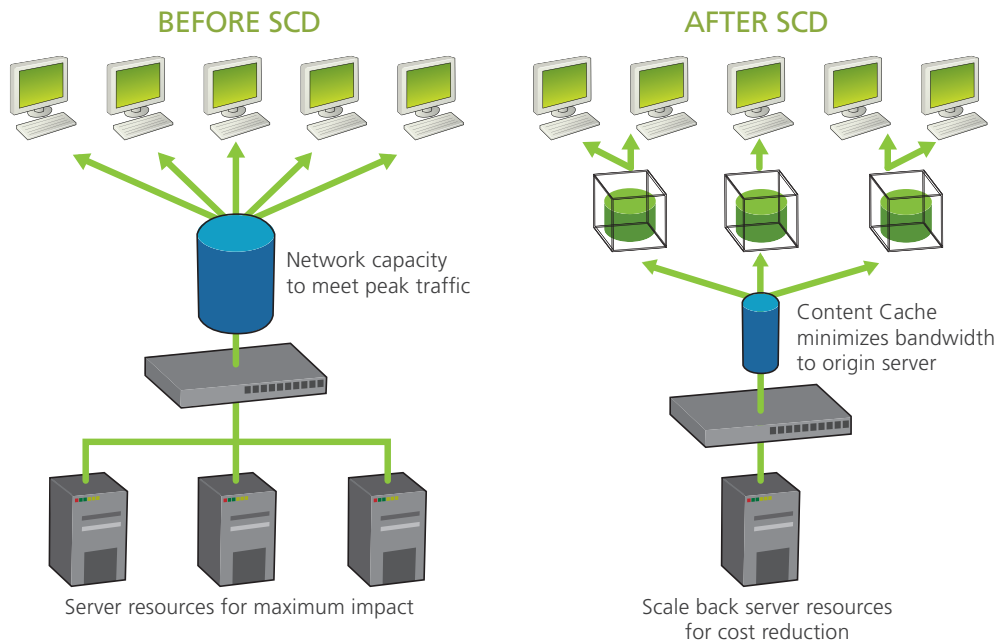 BEFORE SCD
Network capacity
to meet peak traffic
Server resources for maximum impact
AFTER SCD
Content Cache
minimizes bandwidth
to origin server
Scale back server resources
for cost reduction